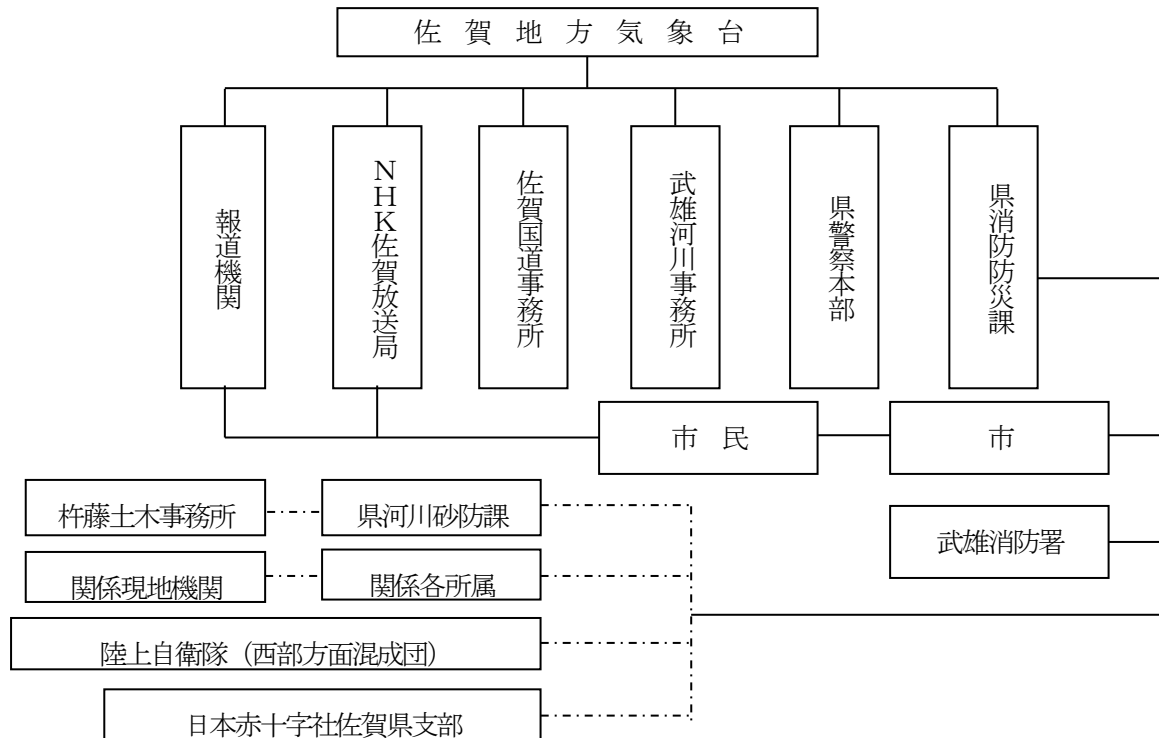 佐賀地方気象台
報道機関
NHK佐賀放送局
佐賀国道事務所
武雄河川事務所
県警察本部
県消防防災課
市民
市
杵藤土木事務所
県河川砂防課
武雄消防署
関係現地機関
関係各所属
陸上自衛隊(西部方面混成団)
日本赤十字社佐賀県支部